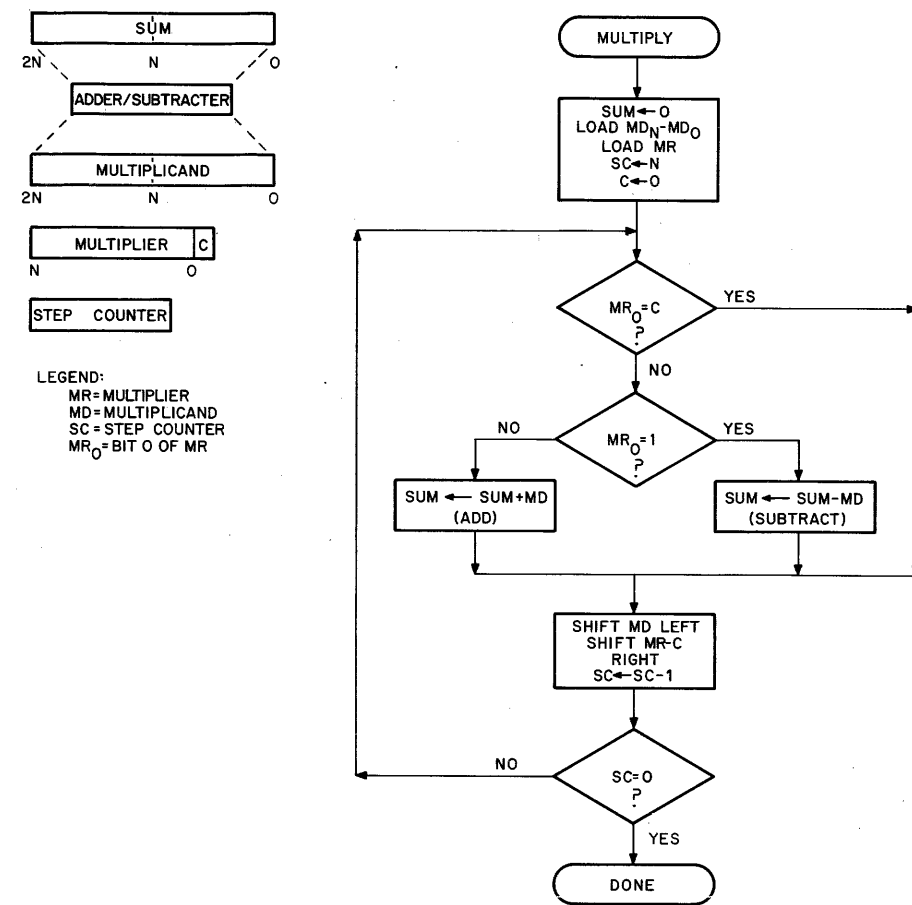 SUM
2N N O
ADDER/SUBTRACTER
MULTIPLICAND
2N N O
MULTIPLIER C
N O
STEP COUNTER
LEGEND:
MR=MULTIPLIER
MD=MULTIPLICAND
SC=STEP COUNTER
MR0=BIT 0 OF MR
MULTIPLY
SUM←0
LOAD MDN-MD0
LOAD MR
SC←N
C←0
MR0=C
?
YES
NO
MR0=1
?
NO
YES
SUM ← SUM+MD
(ADD)
SUM ← SUM-MD
(SUBTRACT)
SHIFT MD LEFT
SHIFT MR-C
RIGHT
SC←SC-1
SC=0
?
NO
YES
DONE